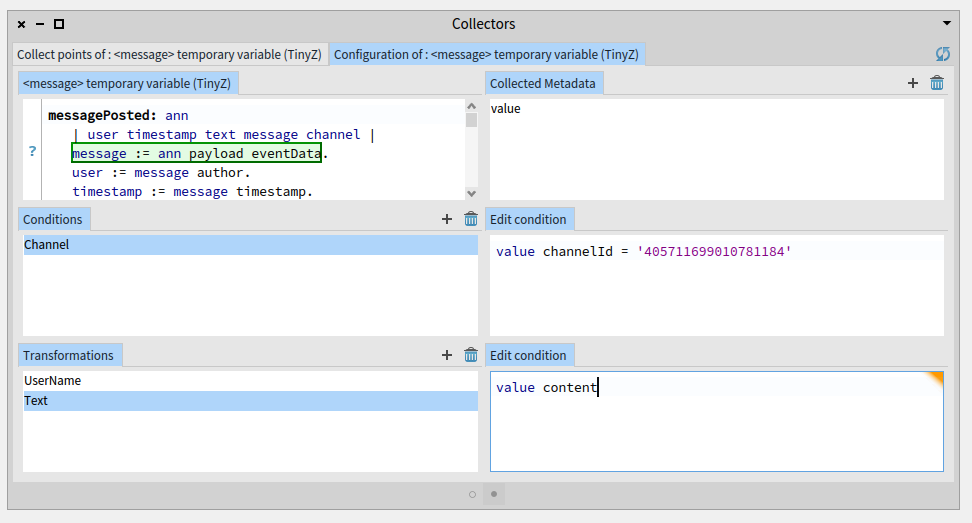 Collectors
Collect points of : <message> temporary variable (TinyZ)
Configuration of : <message> temporary variable (TinyZ)
<message> temporary variable (TinyZ)
messagePosted: ann
| user timestamp text message channel |
? message := ann payload eventData.
user := message author.
timestamp := message timestamp.
Collected Metadata
value
Conditions
Channel
Edit condition
value channelId = '405711699010781184'
Transformations
UserName
Text
Edit condition
value content